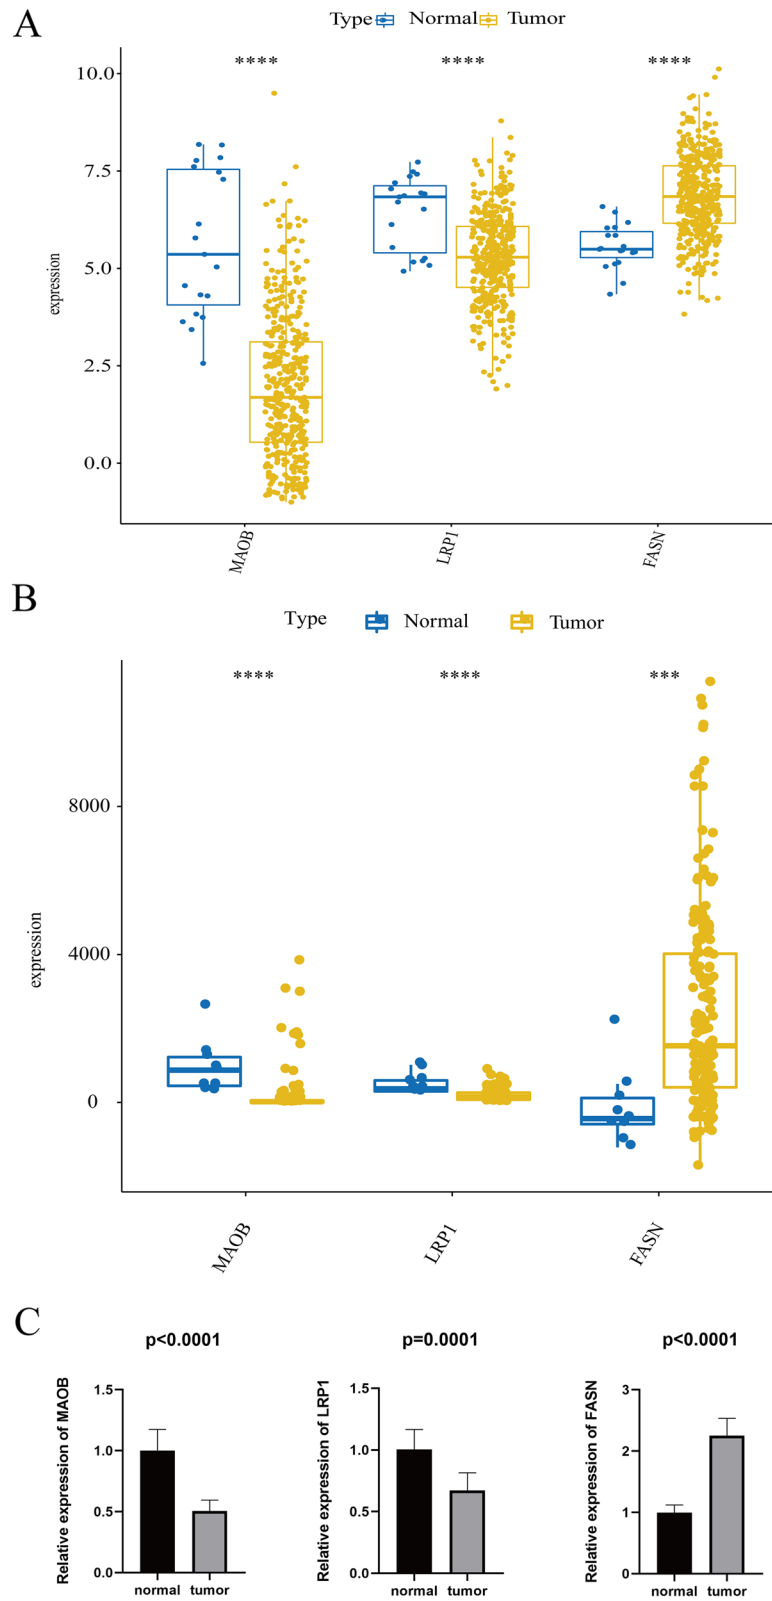 A
Type Normal Tumor
**** **** ****
10.0
7.5
5.0
2.5
0.0
expression
MAOB LRP1 FASN
B
Type Normal Tumor
**** **** ***
8000
4000
0
expression
MAOB LRP1 FASN
C
p<0.0001
Relative expression of MAOB
1.5
1.0
0.5
0.0
normal tumor
p=0.0001
Relative expression of LRP1
1.5
1.0
0.5
0.0
normal tumor
p<0.0001
Relative expression of FASN
3
2
1
0
normal tumor